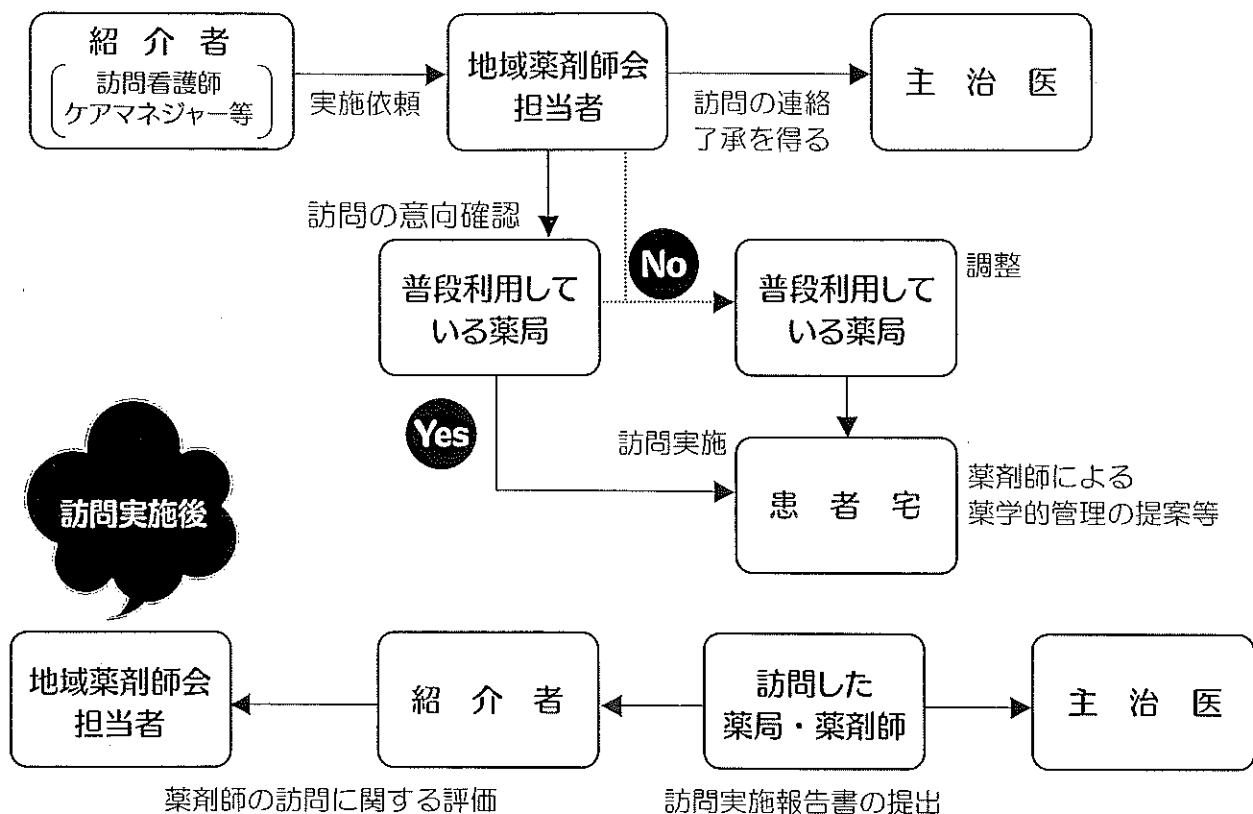 紹介者
訪問看護師
ケアマネジャー等
実施依頼
地域薬剤師会
担当者
訪問の連絡
了承を得る
主治医
訪問の意向確認
普段利用して
いる薬局
No
普段利用して
いる薬局
調整
Yes
訪問実施
患者宅
薬剤師による
薬学的管理の提案等
訪問実施後
地域薬剤師会
担当者
紹介者
訪問した
薬局・薬剤師
主治医
薬剤師の訪問に関する評価
訪問実施報告書の提出